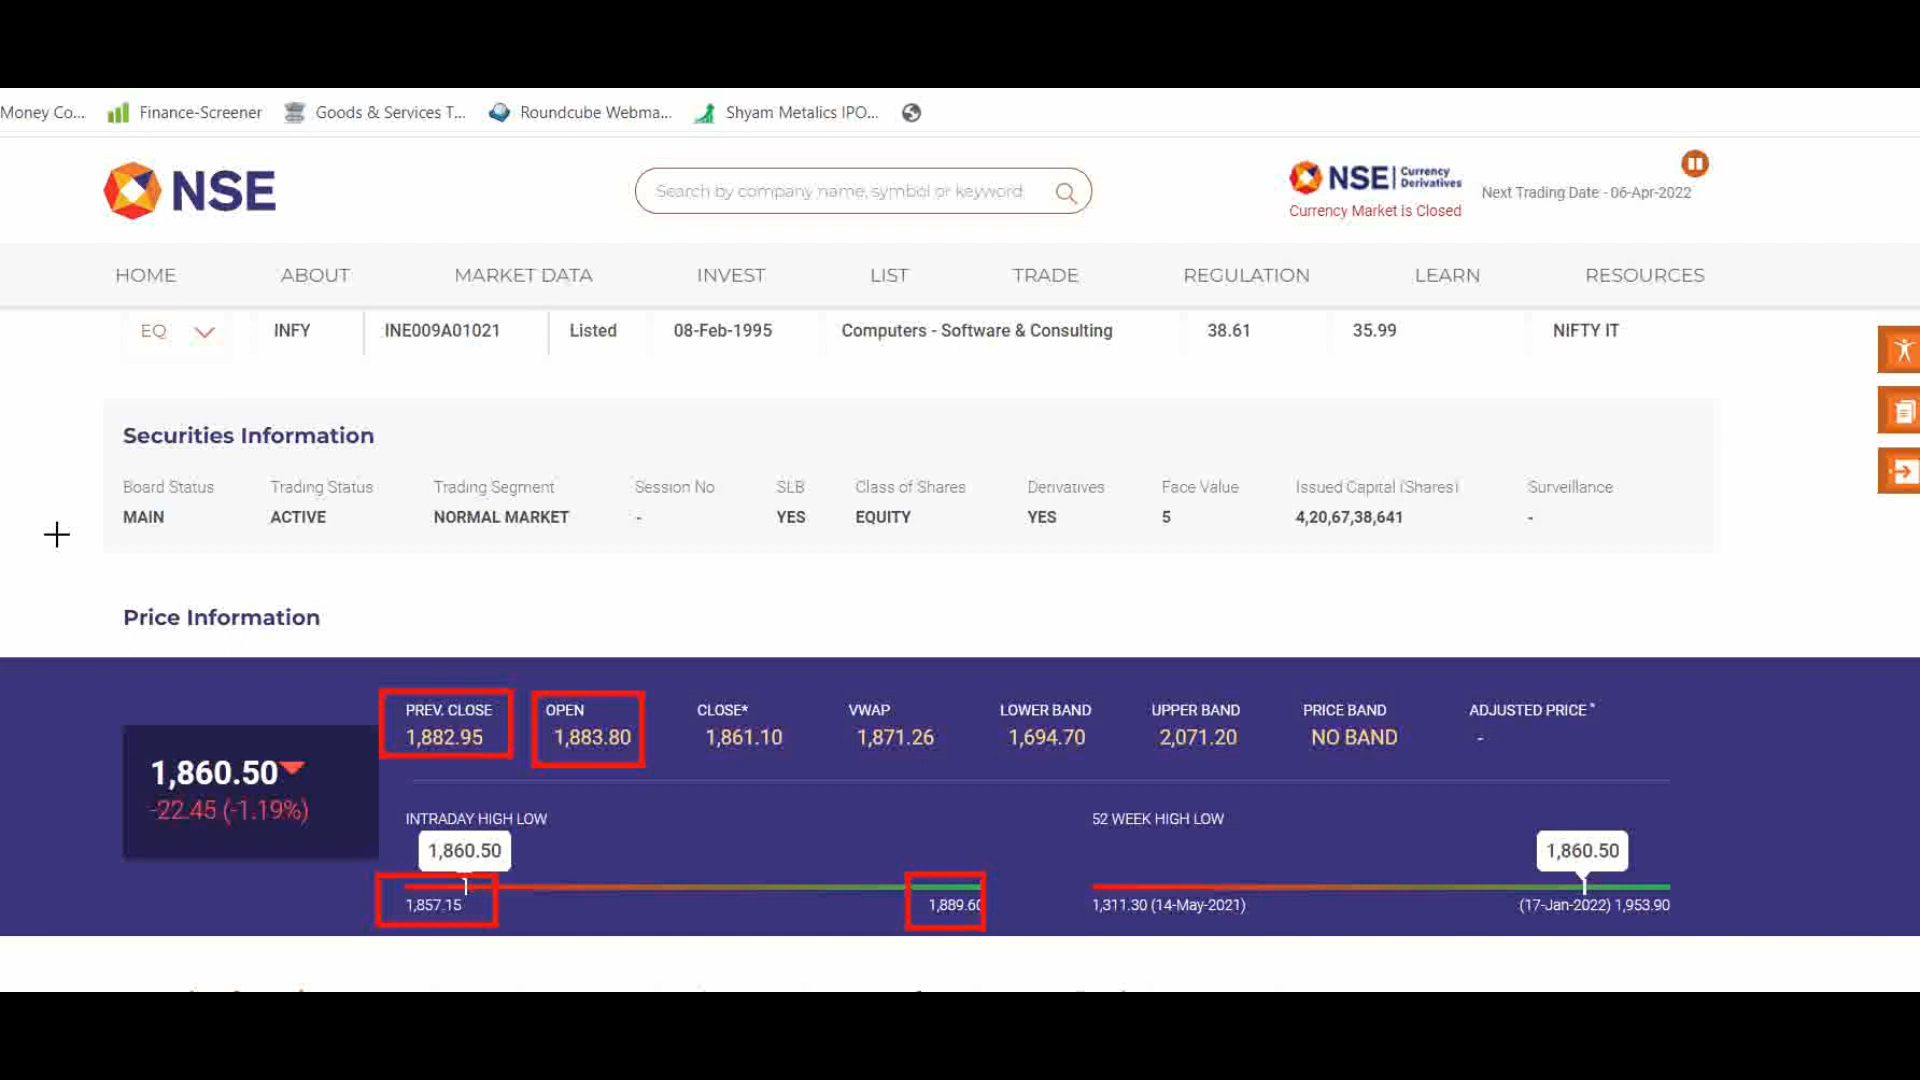 Money Co... Finance-Screener Goods & Services T... Roundcube Webma... Shyam Metalics IPO...
NSE
Search by company name, symbol or keyword
NSE Currency Derivatives
Currency Market is Closed
Next Trading Date - 06-Apr-2022
HOME ABOUT MARKET DATA INVEST LIST TRADE REGULATION LEARN RESOURCES
EQ INFY INE009A01021 Listed 08-Feb-1995 Computers - Software & Consulting 38.61 35.99 NIFTY IT
Securities Information
Board Status Trading Status Trading Segment Session No SLB Class of Shares Derivatives Face Value Issued Capital (Shares) Surveillance
MAIN ACTIVE NORMAL MARKET - YES EQUITY YES 5 4,20,67,38,641 -
Price Information
PREV. CLOSE OPEN CLOSE* VWAP LOWER BAND UPPER BAND PRICE BAND ADJUSTED PRICE *
1,882.95 1,883.80 1,861.10 1,871.26 1,694.70 2,071.20 NO BAND -
1,860.50
-22.45 (-1.19%)
INTRADAY HIGH LOW 52 WEEK HIGH LOW
1,860.50 1,860.50
1,857.15 1,889.60 1,311.30 (14-May-2021) (17-Jan-2022) 1,953.90